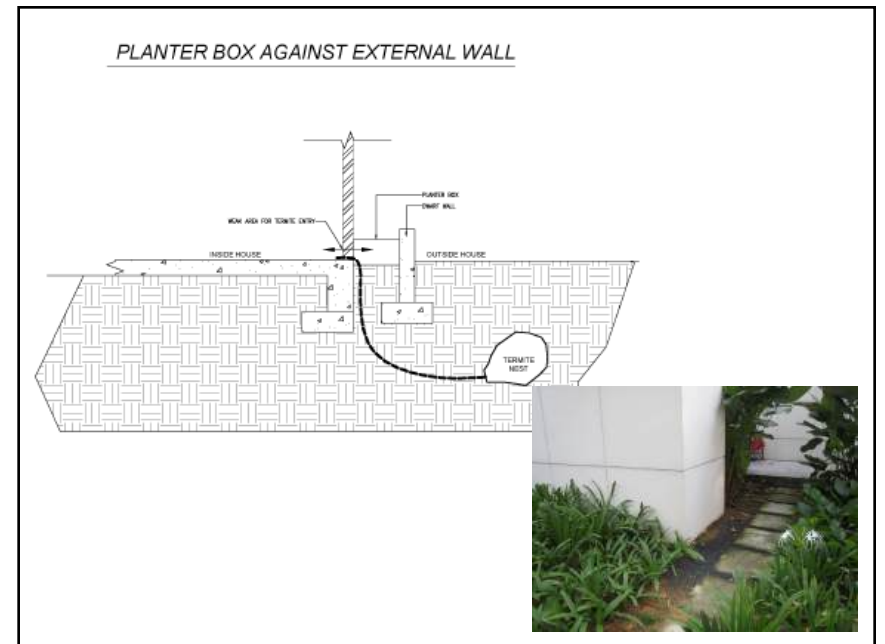 PLANTER BOX AGAINST EXTERNAL WALL
PLANTER BOX
DWARF WALL
WEAK AREA FOR TERMITE ENTRY
INSIDE HOUSE
OUTSIDE HOUSE
TERMITE
NEST